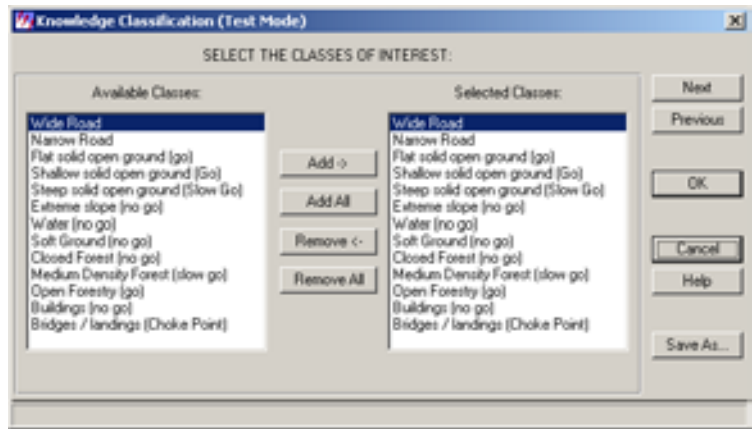 Knowledge Classification (Test Mode)
SELECT THE CLASSES OF INTEREST:
Available Classes:
Wide Road
Narrow Road
Flat solid open ground (go)
Shallow solid open ground (Go)
Steep solid open ground (Slow Go)
Extreme slope (no go)
Water (no go)
Soft Ground (no go)
Closed Forest (no go)
Medium Density Forest (slow go)
Open Forestry (go)
Buildings (no go)
Bridges / landings (Choke Point)
Add ->
Add All
Remove <-
Remove All
Selected Classes:
Wide Road
Narrow Road
Flat solid open ground (go)
Shallow solid open ground (Go)
Steep solid open ground (Slow Go)
Extreme slope (no go)
Water (no go)
Soft Ground (no go)
Closed Forest (no go)
Medium Density Forest (slow go)
Open Forestry (go)
Buildings (no go)
Bridges / landings (Choke Point)
Next
Previous
OK
Cancel
Help
Save As...